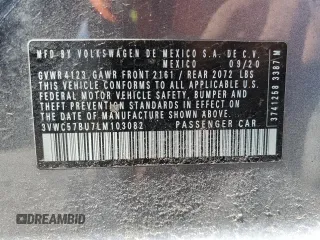 MFD. BY VOLKSWAGEN DE MEXICO S.A. DE C.V.
MEXICO 09/20
GVWR 4123, GAWR FRONT 2161 / REAR 2072 LBS
THIS VEHICLE CONFORMS TO ALL APPLICABLE
FEDERAL MOTOR VEHICLE SAFETY, BUMPER AND
THEFT PREVENTION STANDARDS IN EFFECT
ON THE DATE OF MANUFACTURE SHOWN ABOVE
3VWC57BU7LM103082 PASSENGER CAR
3741258 3387M
DREAMBID